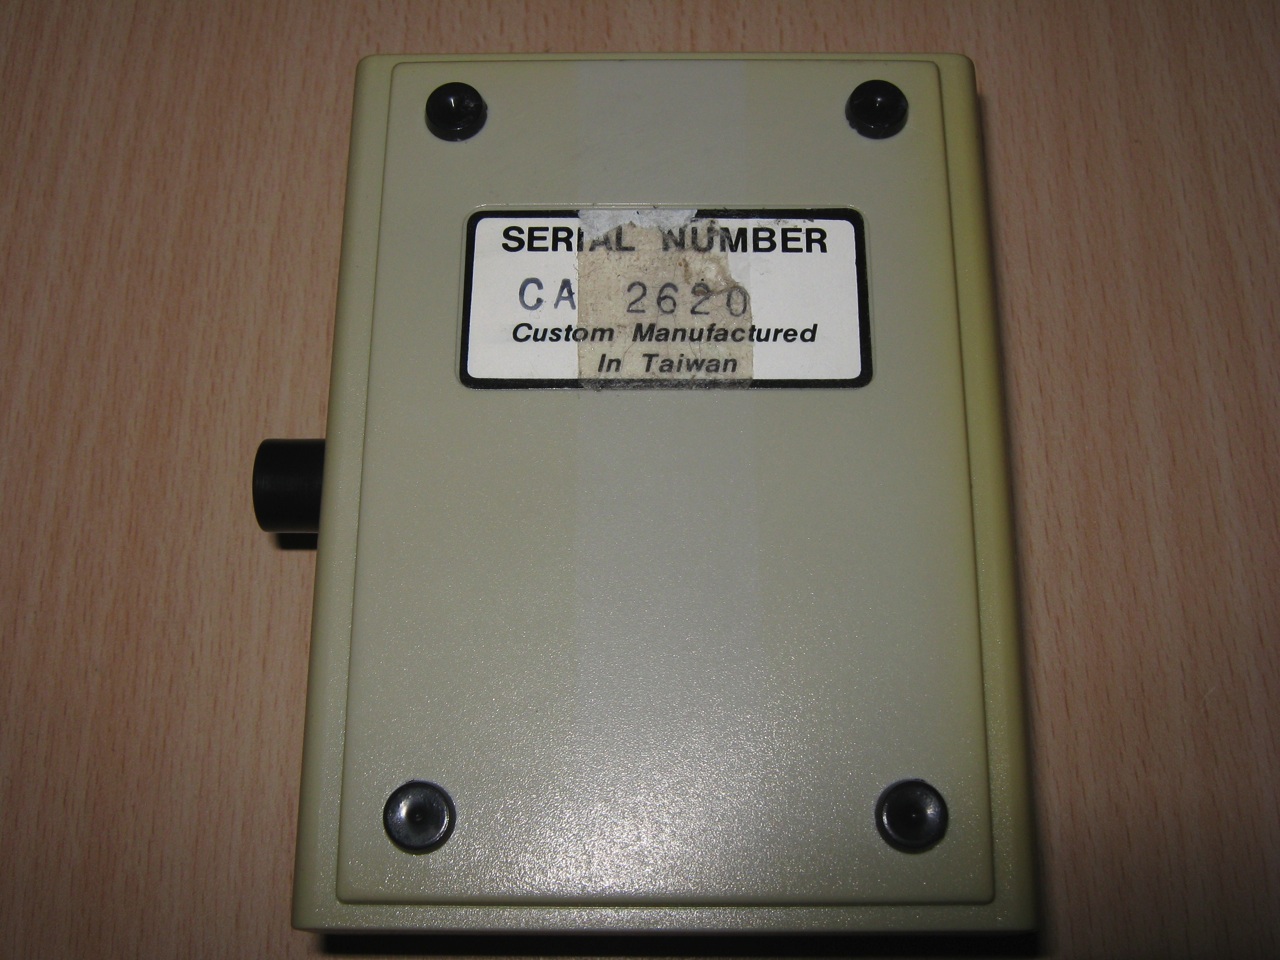 SERIAL NUMBER
CA 2620
Custom Manufactured
In Taiwan